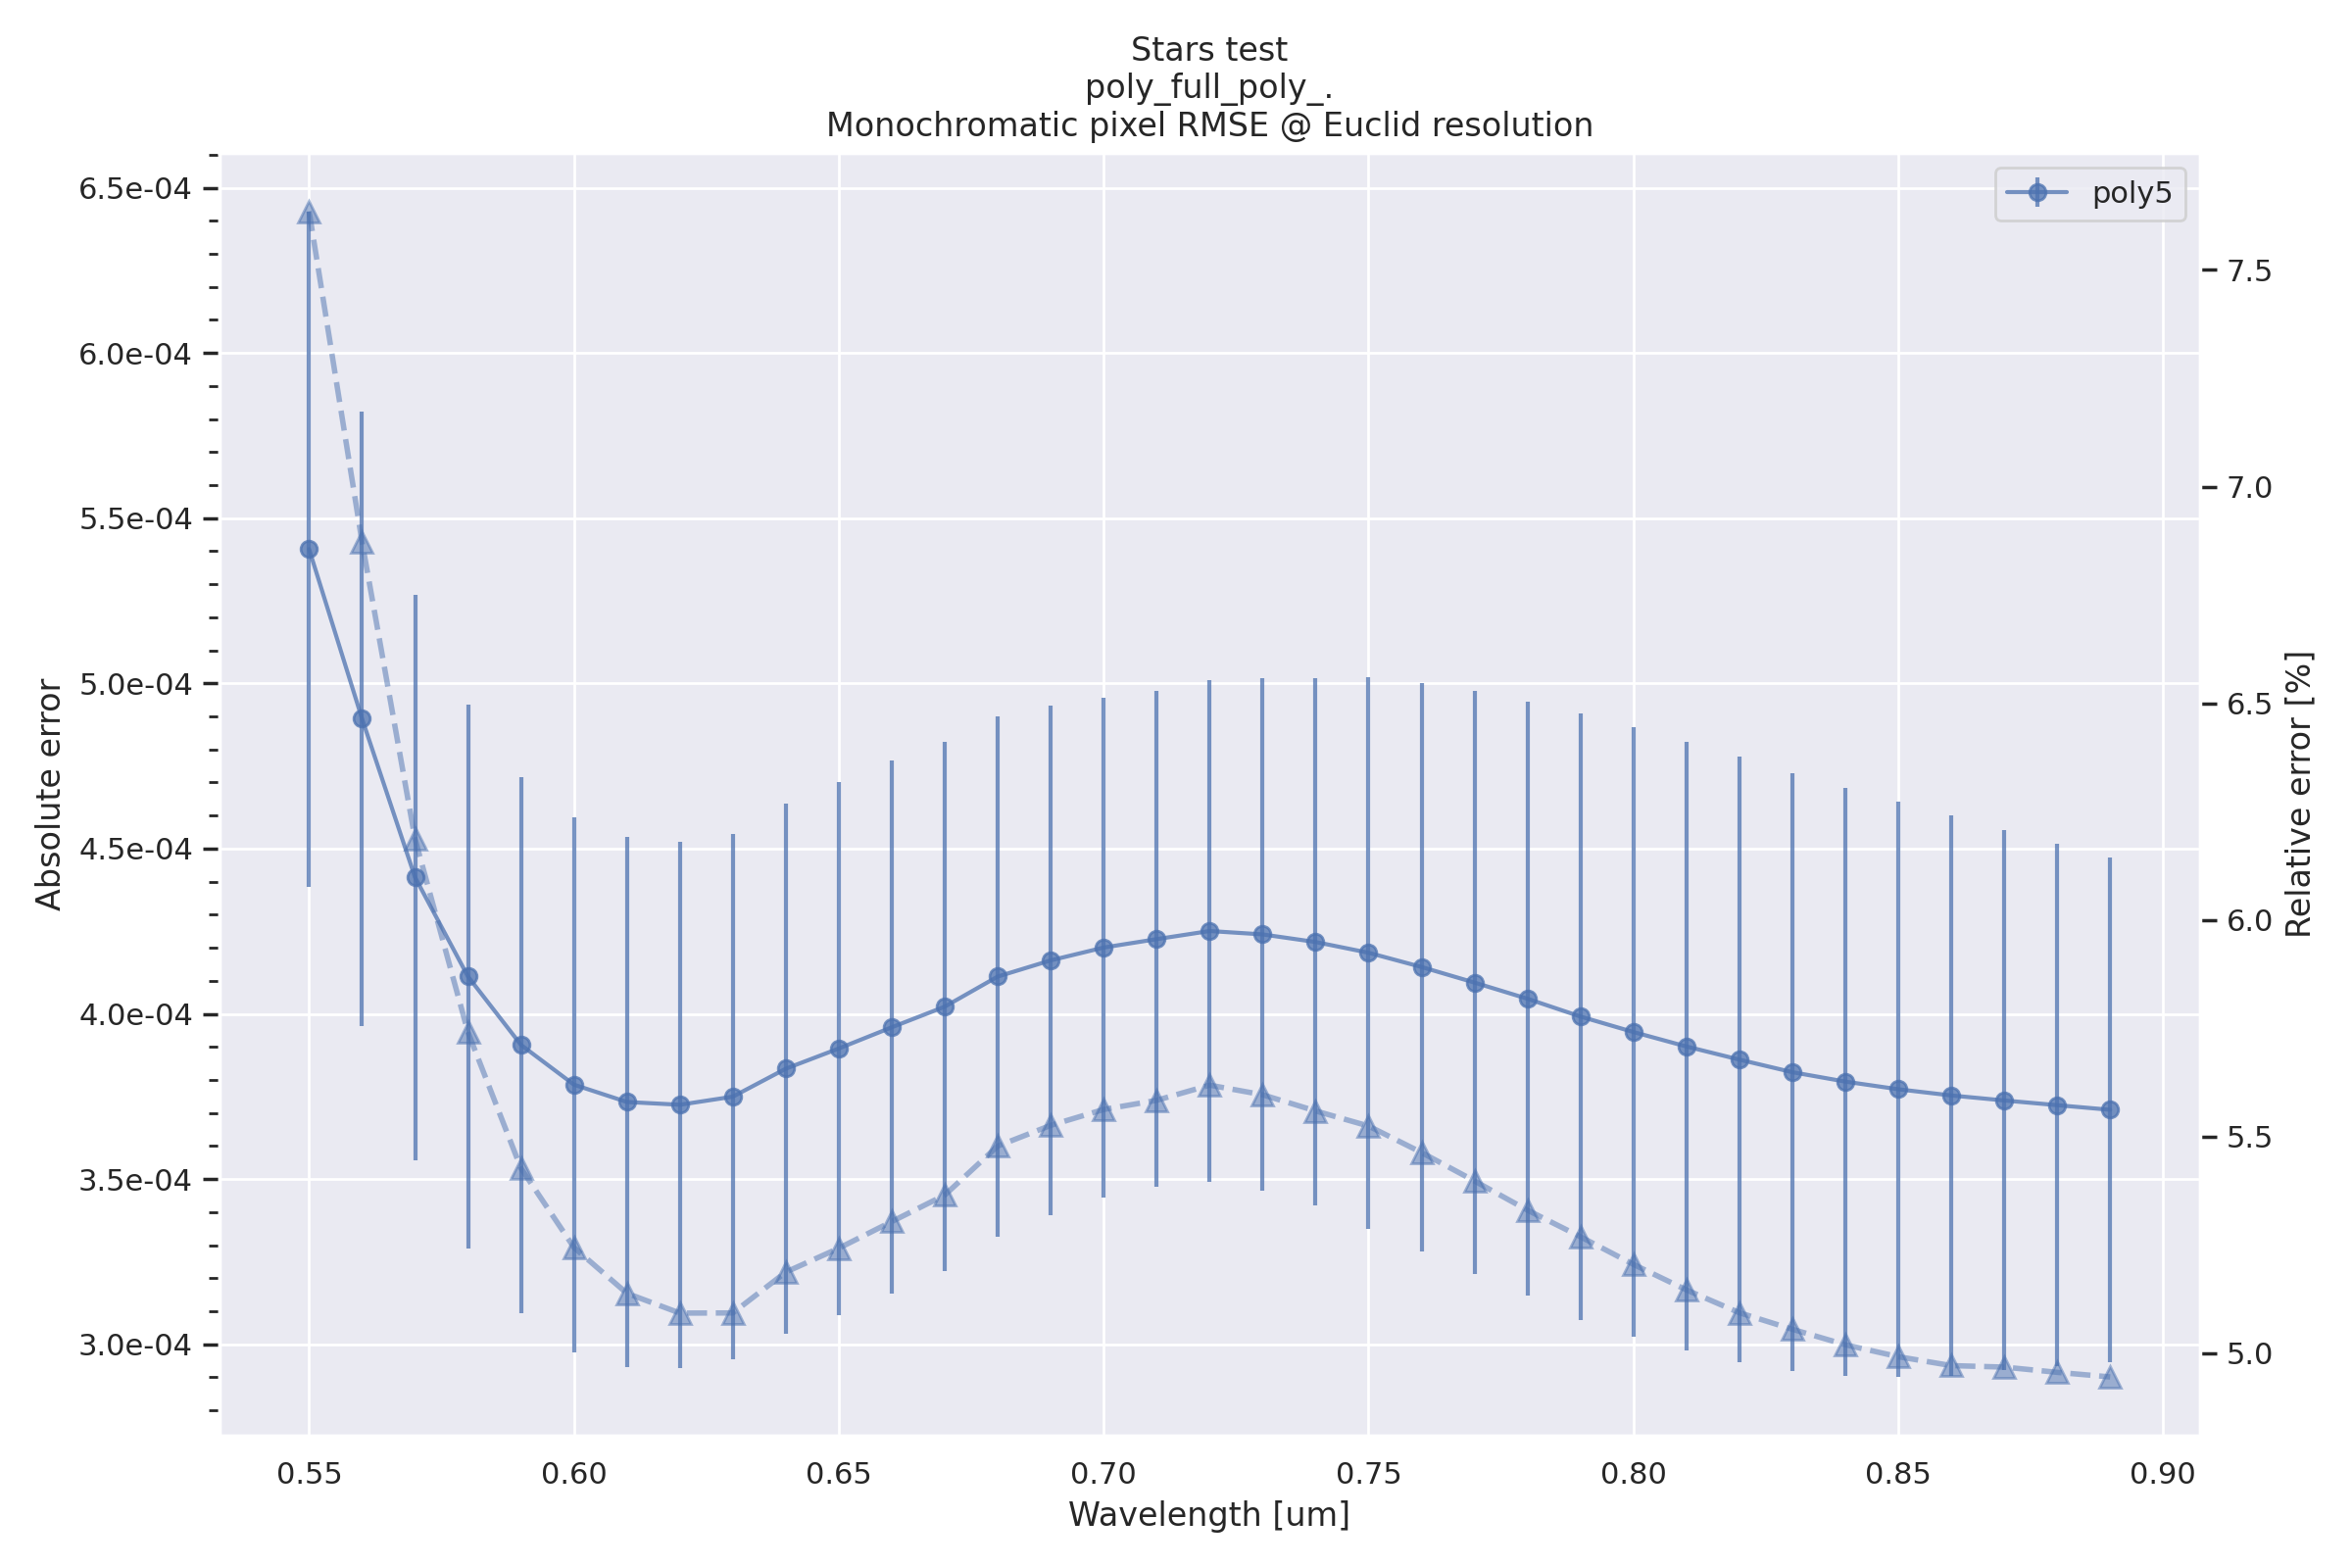 Stars test
poly_full_poly_.
Monochromatic pixel RMSE @ Euclid resolution
poly5
Absolute error
6.5e-04
6.0e-04
5.5e-04
5.0e-04
4.5e-04
4.0e-04
3.5e-04
3.0e-04
Relative error [%]
7.5
7.0
6.5
6.0
5.5
5.0
0.55 0.60 0.65 0.70 0.75 0.80 0.85 0.90
Wavelength [um]